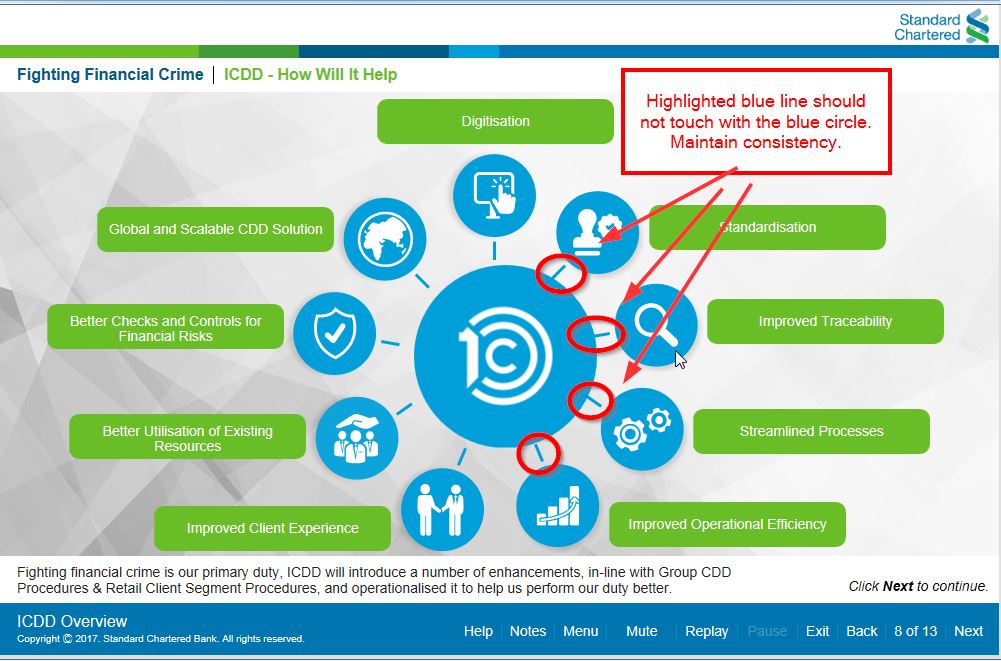 Standard
Chartered
Fighting Financial Crime | ICDD - How Will It Help
Highlighted blue line should
not touch with the blue circle.
Maintain consistency.
Digitisation
Global and Scalable CDD Solution
Standardisation
Better Checks and Controls for
Financial Risks
Improved Traceability
Better Utilisation of Existing
Resources
Streamlined Processes
Improved Client Experience
Improved Operational Efficiency
Fighting financial crime is our primary duty, ICDD will introduce a number of enhancements, in-line with Group CDD
Procedures & Retail Client Segment Procedures, and operationalised it to help us perform our duty better.
Click Next to continue.
ICDD Overview
Copyright © 2017. Standard Chartered Bank. All rights reserved.
Help Notes Menu Mute Replay Pause Exit Back 8 of 13 Next